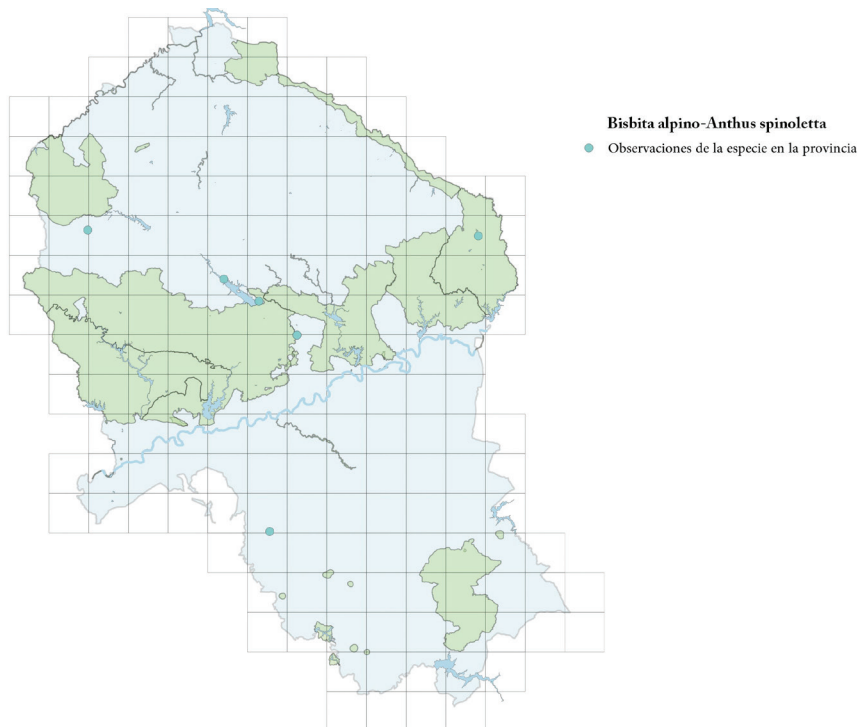 Bisbita alpino-Anthus spinoletta
Observaciones de la especie en la provincia